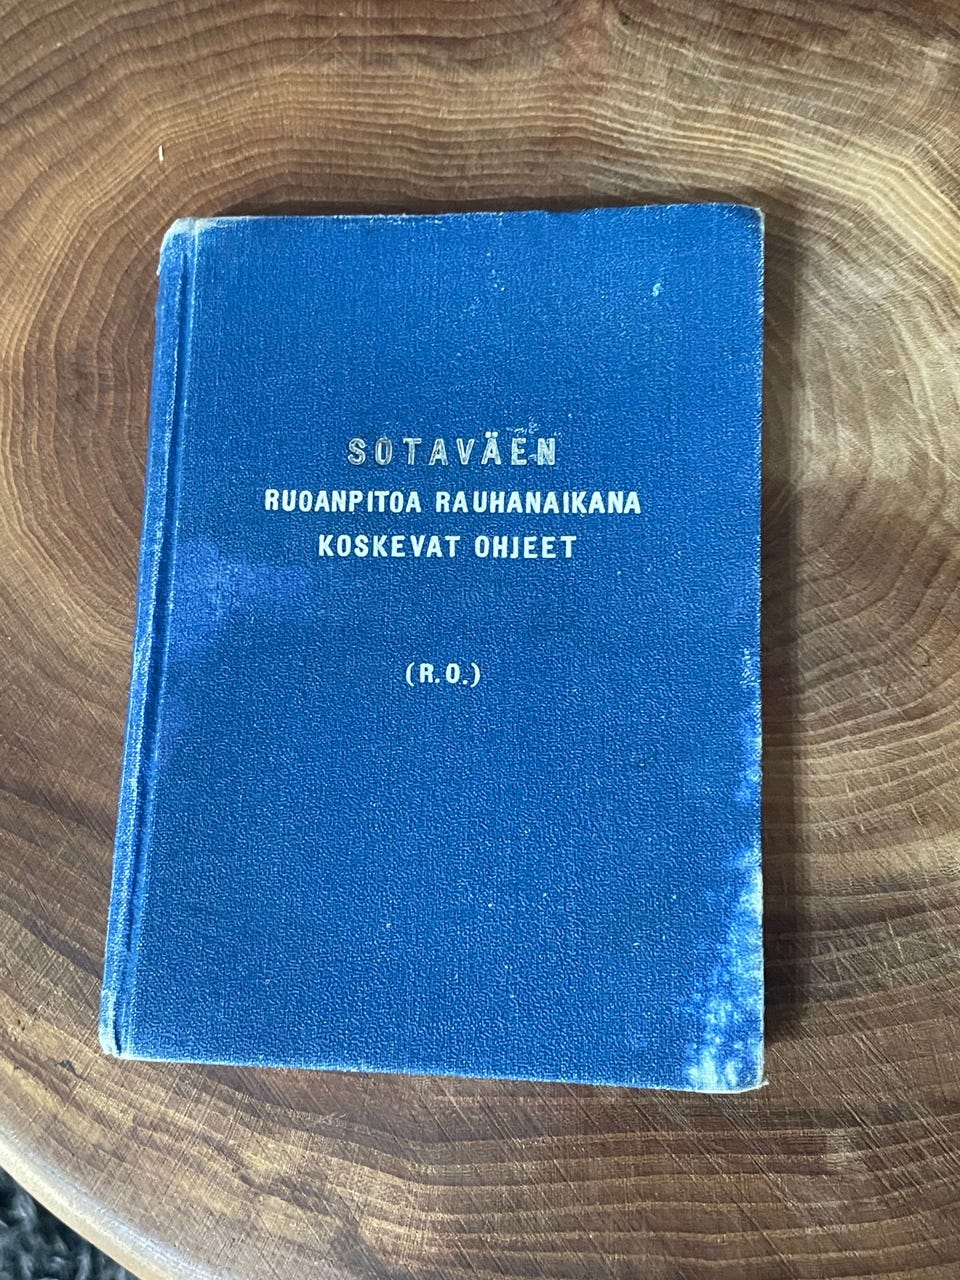 SOTAVÄEN
RUOANPITOA RAUHANAIKANA
KOSKEVAT OHJEET
(R.O.)